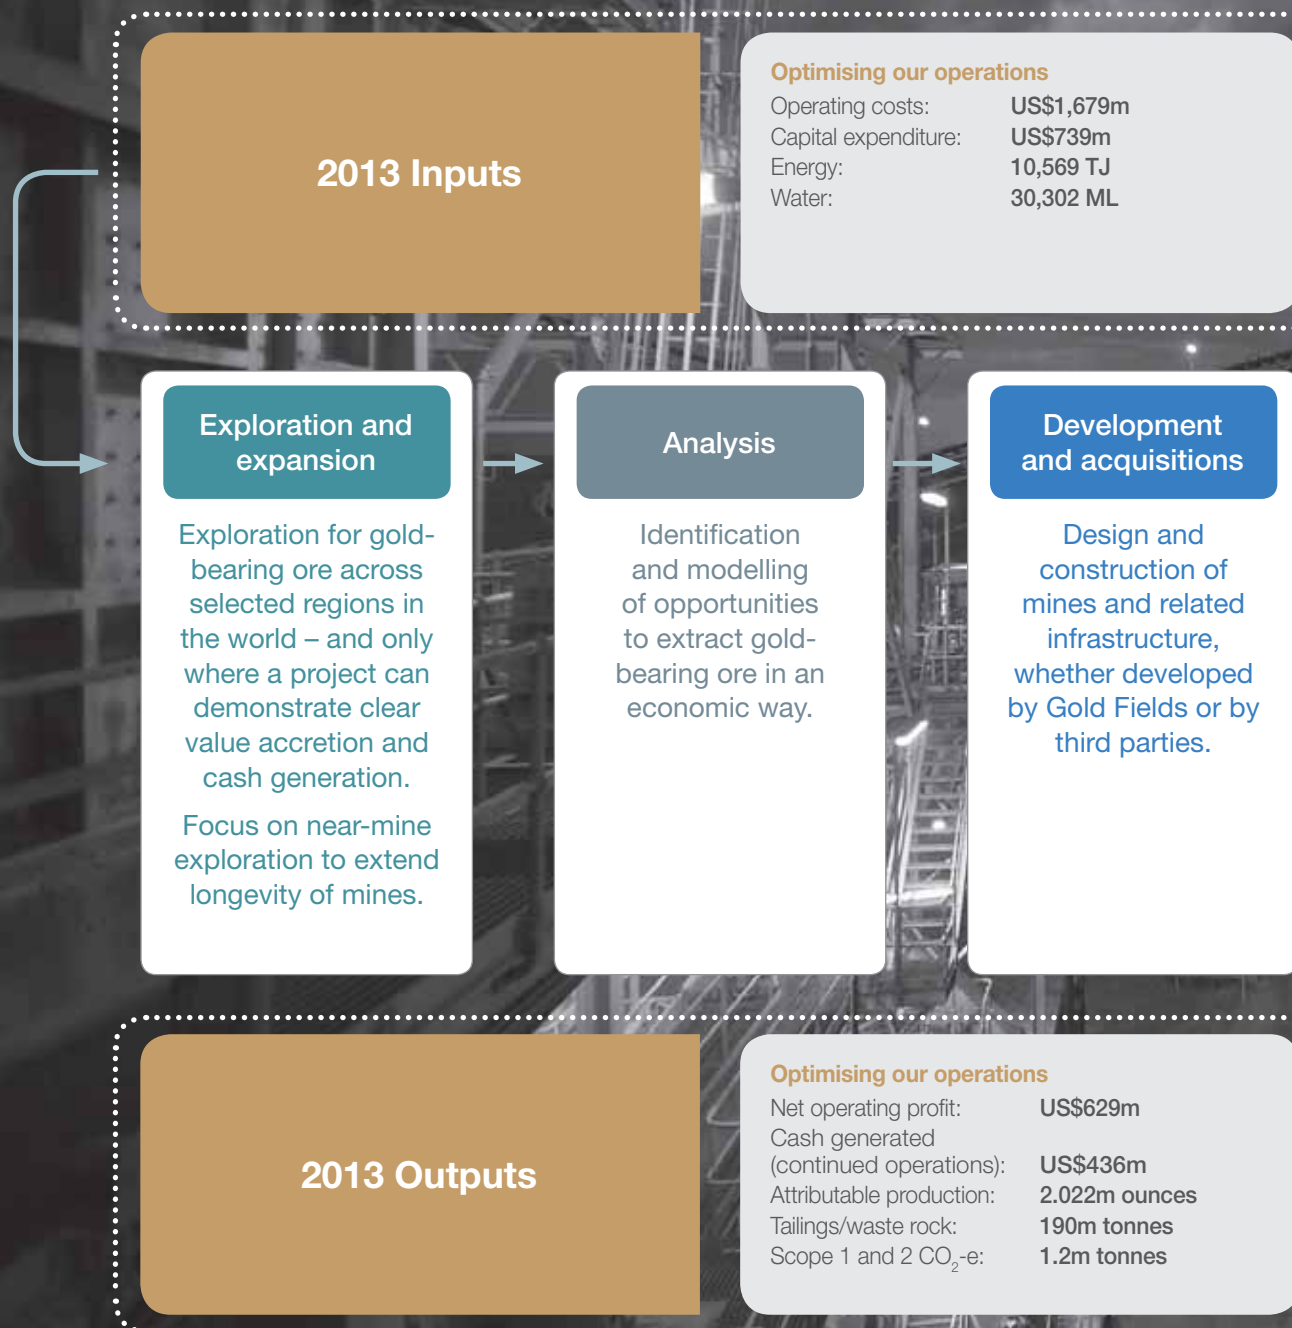 2013 Inputs
Optimising our operations
Operating costs: US$1,679m
Capital expenditure: US$739m
Energy: 10,569 TJ
Water: 30,302 ML
Exploration and
expansion
Exploration for gold-
bearing ore across
selected regions in
the world – and only
where a project can
demonstrate clear
value accretion and
cash generation.
Focus on near-mine
exploration to extend
longevity of mines.
Analysis
Identification
and modelling
of opportunities
to extract gold-
bearing ore in an
economic way.
Development
and acquisitions
Design and
construction of
mines and related
infrastructure,
whether developed
by Gold Fields or by
third parties.
2013 Outputs
Optimising our operations
Net operating profit: US$629m
Cash generated
(continued operations): US$436m
Attributable production: 2.022m ounces
Tailings/waste rock: 190m tonnes
Scope 1 and 2 CO₂-e: 1.2m tonnes